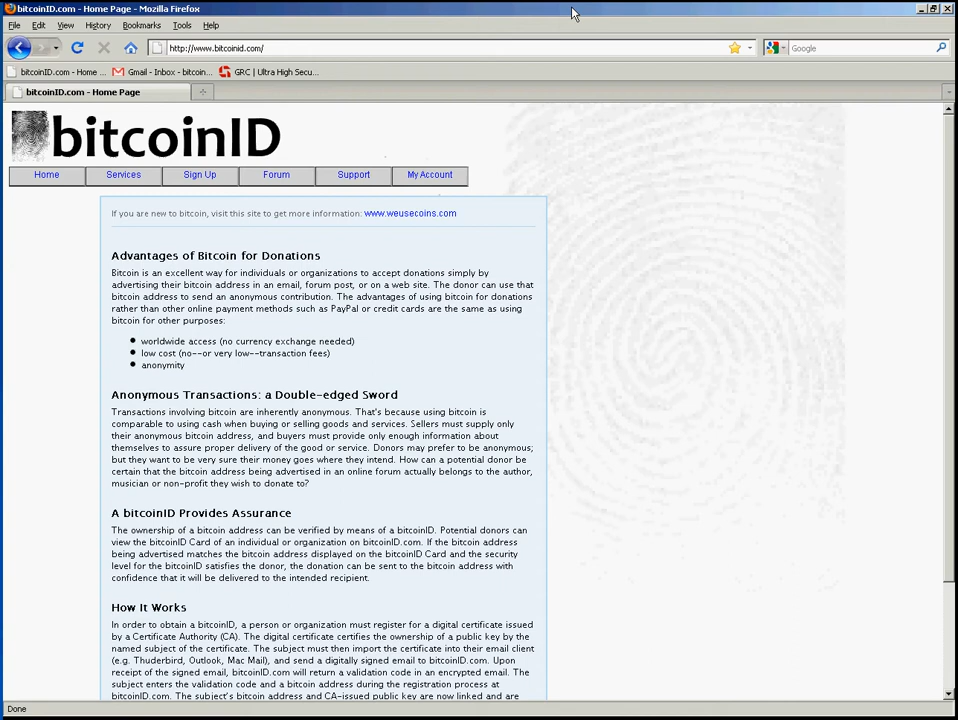 bitcoinID.com - Home Page - Mozilla Firefox
File Edit View History Bookmarks Tools Help
http://www.bitcoinid.com/ Google
bitcoinID.com - Home ... Gmail - Inbox - bitcoin... GRC | Ultra High Secu...
bitcoinID.com - Home Page
bitcoinID
Home Services Sign Up Forum Support My Account
If you are new to bitcoin, visit this site to get more information: www.weusecoins.com
Advantages of Bitcoin for Donations
Bitcoin is an excellent way for individuals or organizations to accept donations simply by
advertising their bitcoin address in an email, forum post, or on a web site. The donor can use that
bitcoin address to send an anonymous contribution. The advantages of using bitcoin for donations
rather than other online payment methods such as PayPal or credit cards are the same as using
bitcoin for other purposes:
worldwide access (no currency exchange needed)
low cost (no--or very low--transaction fees)
anonymity
Anonymous Transactions: a Double-edged Sword
Transactions involving bitcoin are inherently anonymous. That's because using bitcoin is
comparable to using cash when buying or selling goods and services. Sellers must supply only
their anonymous bitcoin address, and buyers must provide only enough information about
themselves to assure proper delivery of the good or service. Donors may prefer to be anonymous;
but they want to be very sure their money goes where they intend. How can a potential donor be
certain that the bitcoin address being advertised in an online forum actually belongs to the author,
musician or non-profit they wish to donate to?
A bitcoinID Provides Assurance
The ownership of a bitcoin address can be verified by means of a bitcoinID. Potential donors can
view the bitcoinID Card of an individual or organization on bitcoinID.com. If the bitcoin address
being advertised matches the bitcoin address displayed on the bitcoinID Card and the security
level for the bitcoinID satisfies the donor, the donation can be sent to the bitcoin address with
confidence that it will be delivered to the intended recipient.
How It Works
In order to obtain a bitcoinID, a person or organization must register for a digital certificate issued
by a Certificate Authority (CA). The digital certificate certifies the ownership of a public key by the
named subject of the certificate. The subject must then import the certificate into their email client
(e.g. Thuderbird, Outlook, Mac Mail), and send a digitally signed email to bitcoinID.com. Upon
receipt of the signed email, bitcoinID.com will return a validation code in an encrypted email. The
subject enters the validation code and a bitcoin address during the registration process at
bitcoinID.com. The subject's bitcoin address and CA-issued public key are now linked and are
Done